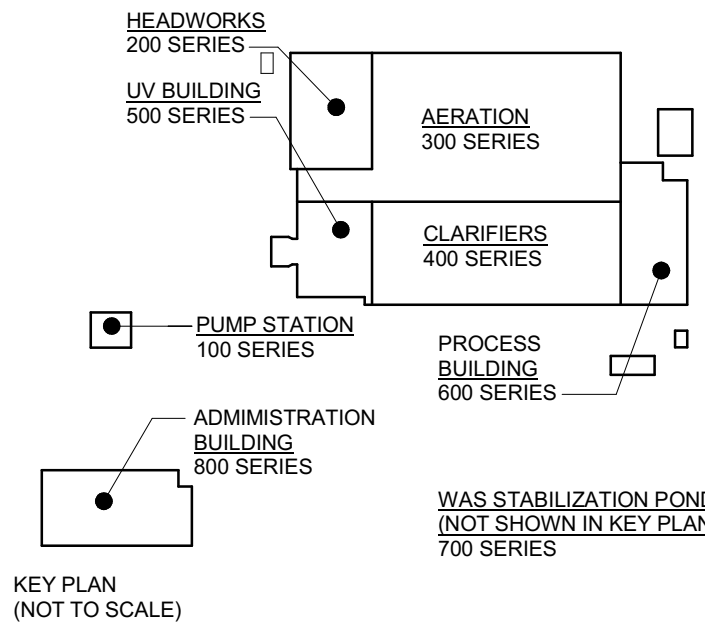 HEADWORKS
200 SERIES
UV BUILDING
500 SERIES
AERATION
300 SERIES
CLARIFIERS
400 SERIES
PUMP STATION
100 SERIES
PROCESS
BUILDING
600 SERIES
ADMIMISTRATION
BUILDING
800 SERIES
WAS STABILIZATION POND
(NOT SHOWN IN KEY PLAN
700 SERIES
KEY PLAN
(NOT TO SCALE)